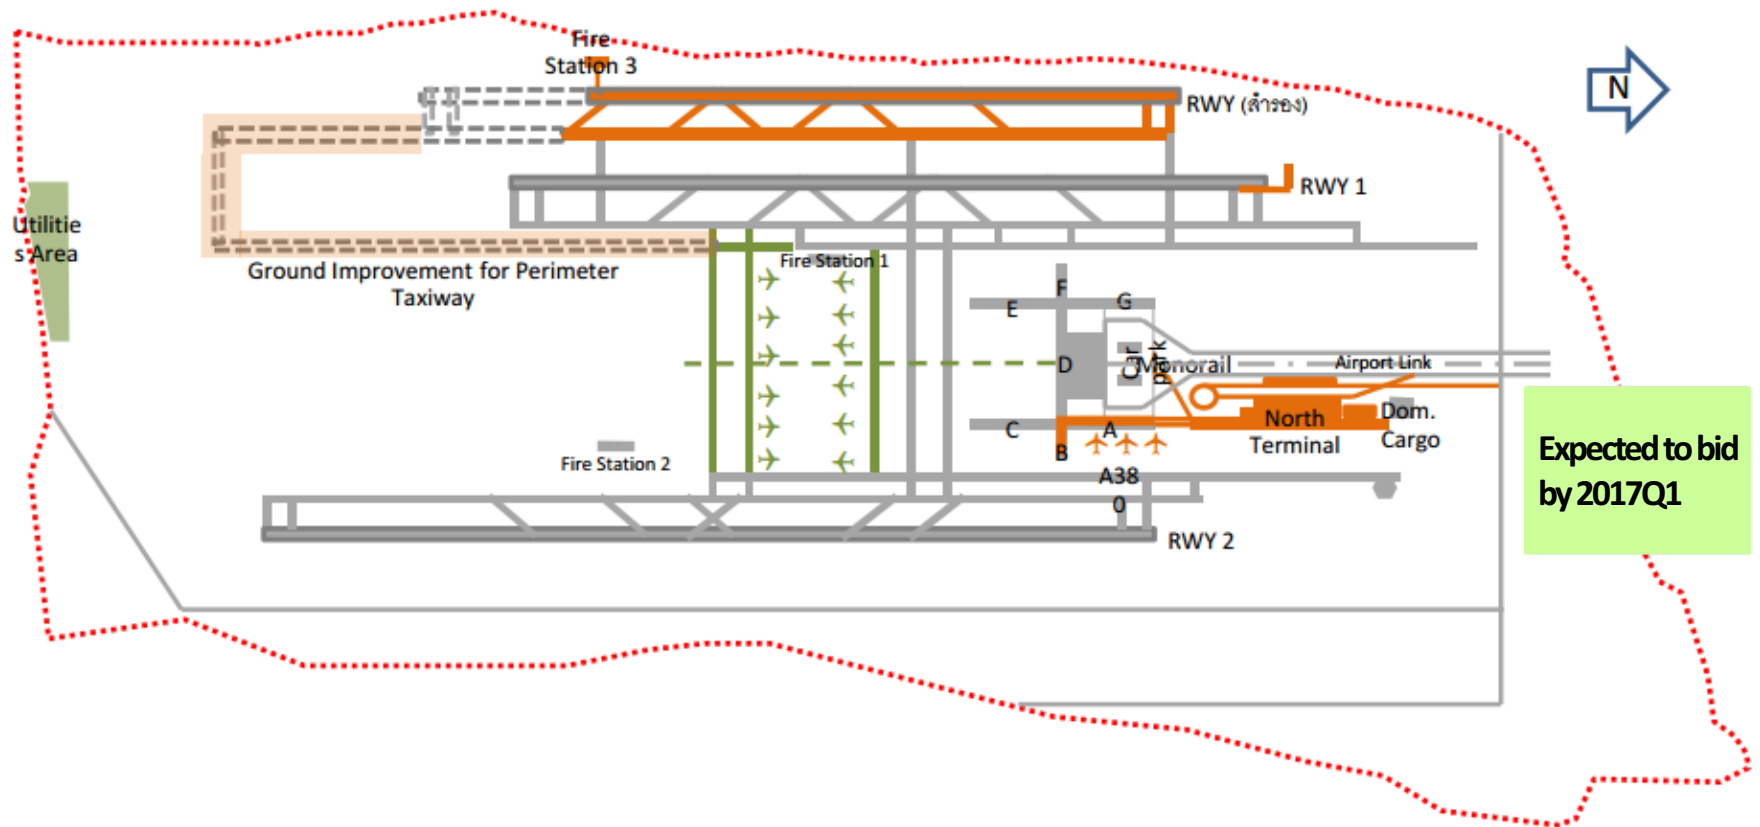 Fire
Station 3
N
RWY (สำรอง)
RWY 1
Utilitie
s Area
Fire Station 1
Ground Improvement for Perimeter
Taxiway
F
E
G
D
Car
park
Monorail
Airport Link
C
A
B
North
Terminal
Dom.
Cargo
A38
0
Fire Station 2
RWY 2
Expected to bid
by 2017Q1